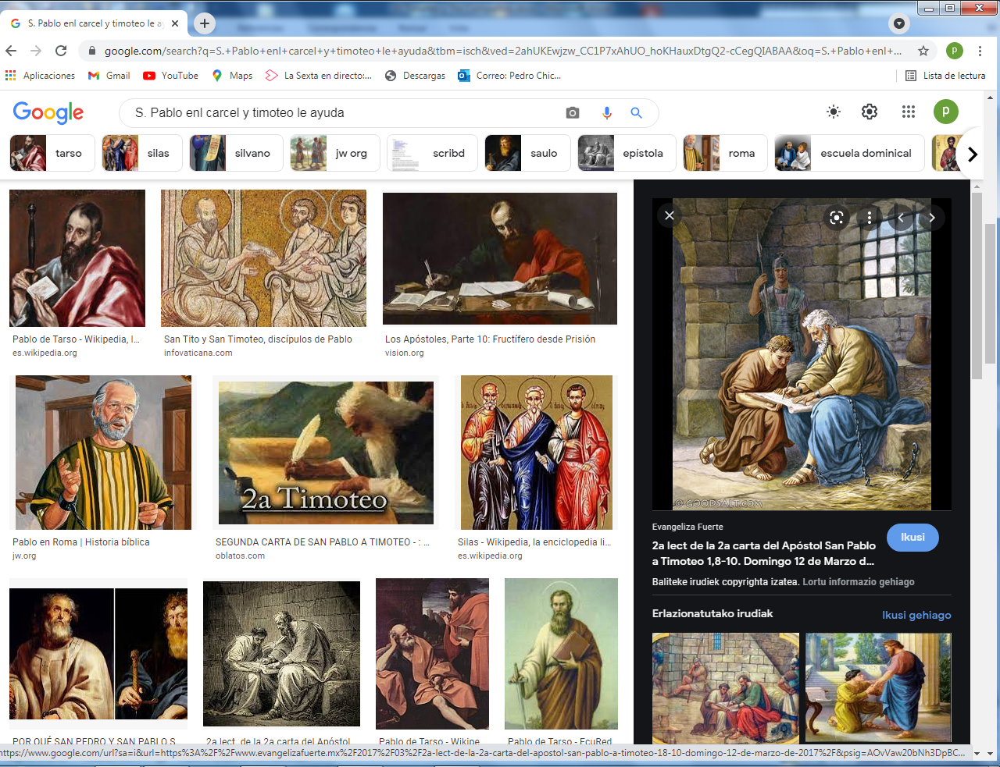 S. Pablo enl carcel y timoteo le ay
google.com/search?q=S.+Pablo+enl+carcel+y+timoteo+le+ayuda&tbm=isch&ved=2ahUKEwjzw_CC1P7xAhUO_hoKHauxDtgQ2-cCegQIABAA&oq=S.+Pablo+enl+...
p
Aplicaciones
Gmail
YouTube
Maps
La Sexta en directo:...
Descargas
Correo: Pedro Chic...
Lista de lectura
Google
S. Pablo enl carcel y timoteo le ayuda
p
tarso
silas
silvano
jw org
scribd
saulo
epístola
roma
escuela dominical
Pablo de Tarso - Wikipedia, l...
es.wikipedia.org
San Tito y San Timoteo, discípulos de Pablo
infovaticana.com
Los Apóstoles, Parte 10: Fructífero desde Prisión
vision.org
2a Timoteo
Pablo en Roma | Historia bíblica
jw.org
SEGUNDA CARTA DE SAN PABLO A TIMOTEO - : ...
oblatos.com
Silas - Wikipedia, la enciclopedia li...
es.wikipedia.org
POR QUÉ SAN PEDRO Y SAN PABLO S
2a lect. de la 2a carta del Apóstol
Pablo de Tarso - Wikipe
Pablo de Tarso - EcuRed
© GOODSALT.COM
Evangeliza Fuerte
2a lect de la 2a carta del Apóstol San Pablo
a Timoteo 1,8-10. Domingo 12 de Marzo d...
Ikusi
Baliteke irudiek copyrighta izatea. Lortu informazio gehiago
Erlazionatutako irudiak
Ikusi gehiago
https://www.google.com/url?sa=i&url=https%3A%2F%2Fwww.evangelizafuerte.mx%2F2017%2F03%2F2a-lect-de-la-2a-carta-del-apostol-san-pablo-a-timoteo-18-10-domingo-12-de-marzo-de-2017%2F&psig=AOvVaw20bNh3DpBC...